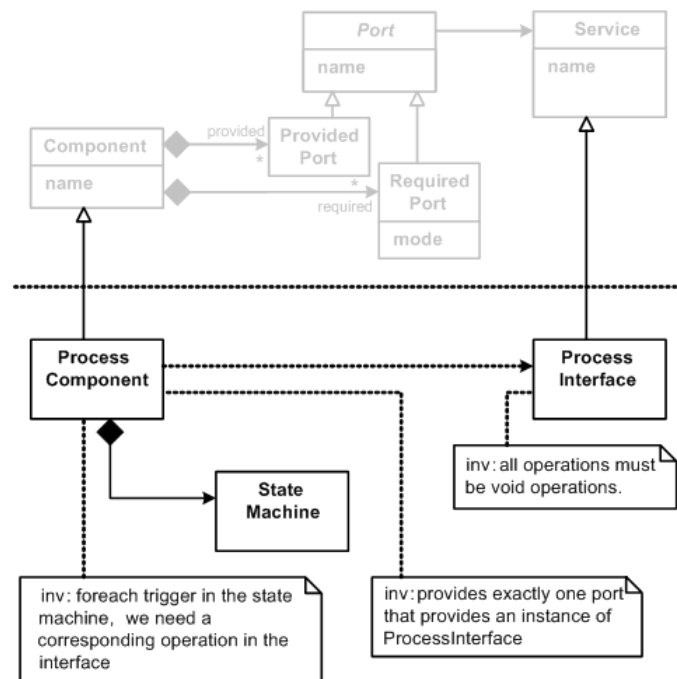 Port
name
Service
name
Component
name
provided
*
Provided
Port
*
required
Required
Port
mode
Process
Component
Process
Interface
inv: all operations must
be void operations.
State
Machine
inv: foreach trigger in the state
machine, we need a
corresponding operation in the
interface
inv: provides exactly one port
that provides an instance of
ProcessInterface